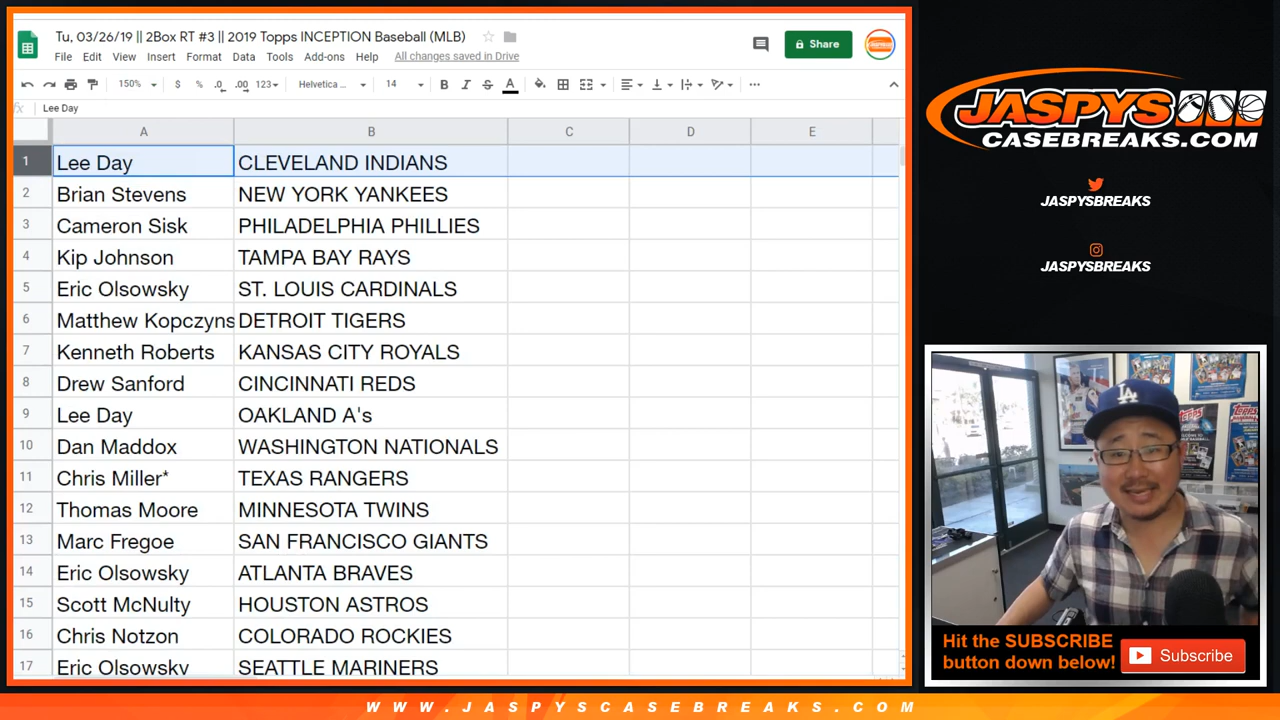 Tu, 03/26/19 || 2Box RT #3 || 2019 Topps INCEPTION Baseball (MLB)
File Edit View Insert Format Data Tools Add-ons Help All changes saved in Drive
Share
150% $ % .0 .00 123 Helvetica ... 14 B I S A
fx Lee Day
A B C D E
1 Lee Day CLEVELAND INDIANS
2 Brian Stevens NEW YORK YANKEES
3 Cameron Sisk PHILADELPHIA PHILLIES
4 Kip Johnson TAMPA BAY RAYS
5 Eric Olsowsky ST. LOUIS CARDINALS
6 Matthew Kopczyns DETROIT TIGERS
7 Kenneth Roberts KANSAS CITY ROYALS
8 Drew Sanford CINCINNATI REDS
9 Lee Day OAKLAND A's
10 Dan Maddox WASHINGTON NATIONALS
11 Chris Miller* TEXAS RANGERS
12 Thomas Moore MINNESOTA TWINS
13 Marc Fregoe SAN FRANCISCO GIANTS
14 Eric Olsowsky ATLANTA BRAVES
15 Scott McNulty HOUSTON ASTROS
16 Chris Notzon COLORADO ROCKIES
17 Eric Olsowsky SEATTLE MARINERS
JASPYS
CASEBREAKS.COM
JASPYSBREAKS
JASPYSBREAKS
LA
Topps
Hit the SUBSCRIBE
button down below!
Subscribe
WWW.JASPYSCASEBREAKS.COM